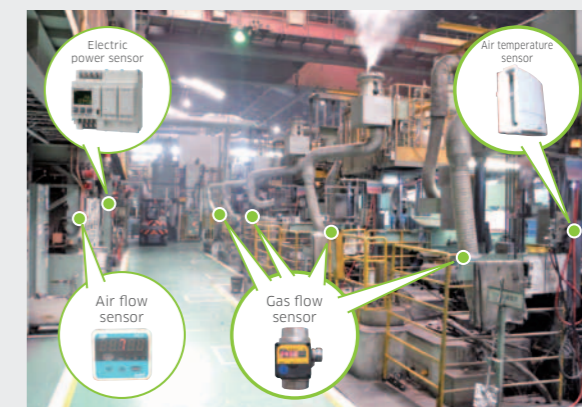 Electric
power sensor
Air temperature
sensor
Air flow
sensor
Gas flow
sensor